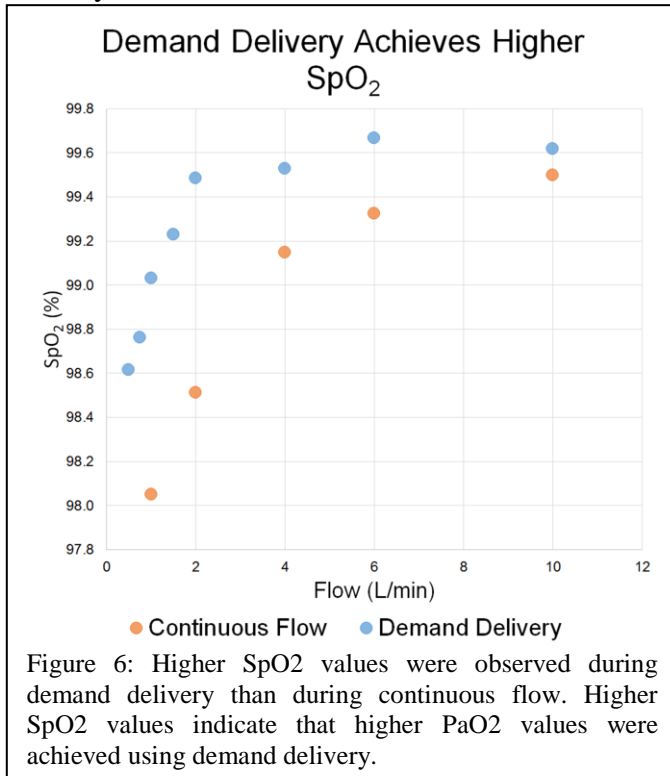 Demand Delivery Achieves Higher
SpO₂
99.8
99.6
99.4
99.2
99.0
98.8
98.6
98.4
98.2
98.0
97.8
SpO₂ (%)
0 2 4 6 8 10 12
Flow (L/min)
Continuous Flow Demand Delivery
Figure 6: Higher SpO2 values were observed during
demand delivery than during continuous flow. Higher
SpO2 values indicate that higher PaO2 values were
achieved using demand delivery.